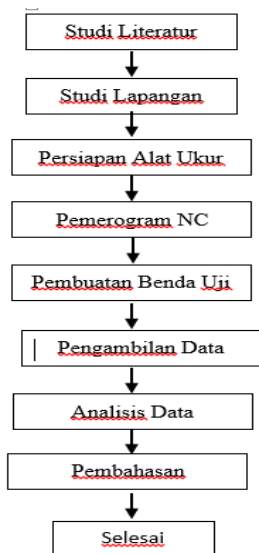 Studi Literatur
Studi Lapangan
Persiapan Alat Ukur
Pemerogram NC
Pembuatan Benda Uji
Pengambilan Data
Analisis Data
Pembahasan
Selesai